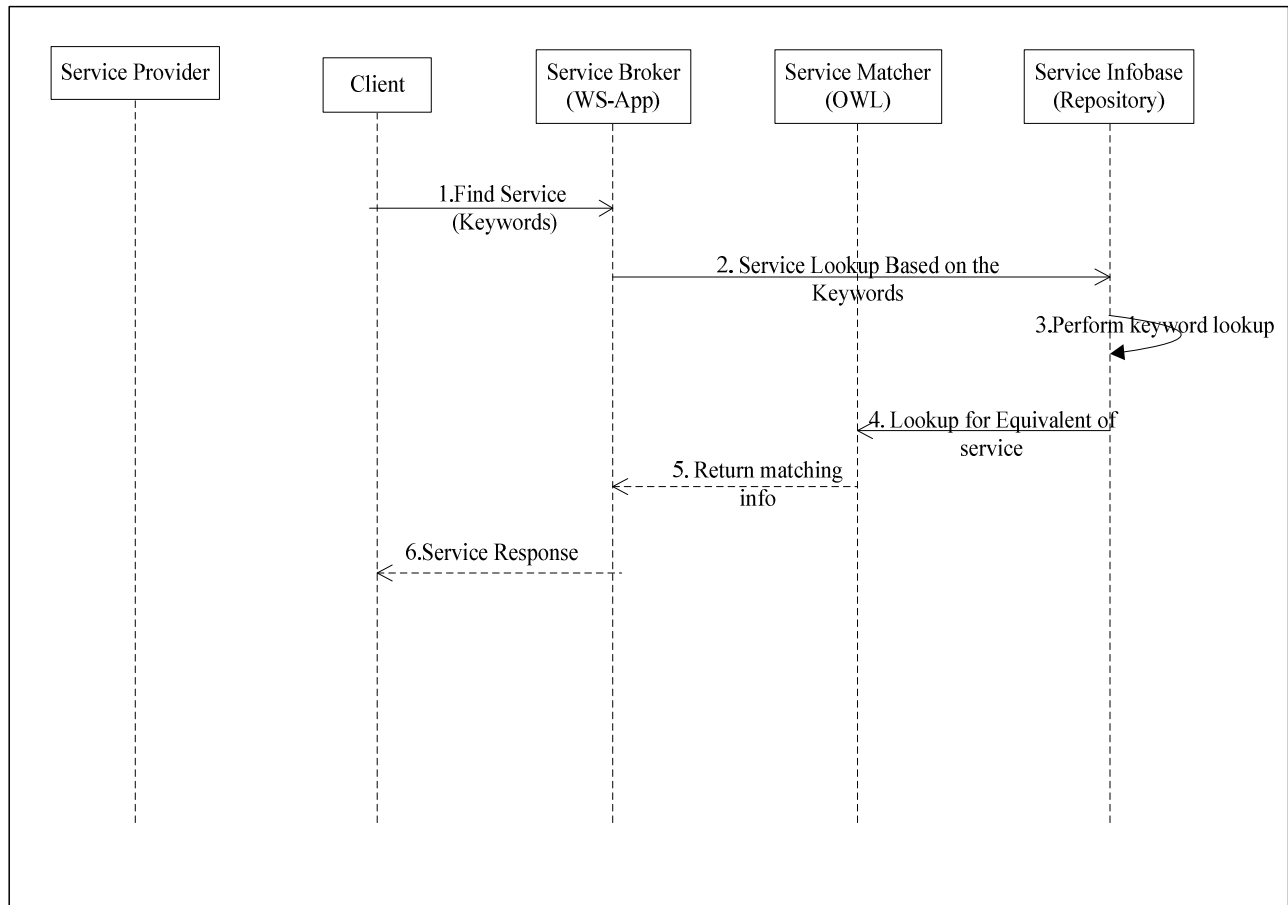 Service Provider
Client
Service Broker
(WS-App)
Service Matcher
(OWL)
Service Infobase
(Repository)
1.Find Service
(Keywords)
2. Service Lookup Based on the
Keywords
3.Perform keyword lookup
4. Lookup for Equivalent of
service
5. Return matching
info
6.Service Response